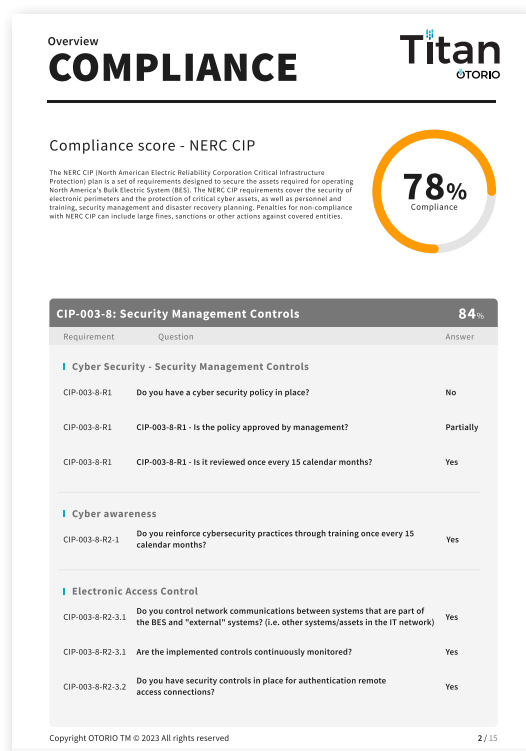 Overview
COMPLIANCE
Titan
OTORIO
Compliance score - NERC CIP
The NERC CIP (North American Electric Reliability Corporation Critical Infrastructure
Protection) plan is a set of requirements designed to secure the assets required for operating
North America's Bulk Electric System (BES). The NERC CIP requirements cover the security of
electronic perimeters and the protection of critical cyber assets, as well as personnel and
training, security management and disaster recovery planning. Penalties for non-compliance
with NERC CIP can include large fines, sanctions or other actions against covered entities.
78%
Compliance
CIP-003-8: Security Management Controls 84%
Requirement Question Answer
Cyber Security - Security Management Controls
CIP-003-8-R1 Do you have a cyber security policy in place? No
CIP-003-8-R1 CIP-003-8-R1 - Is the policy approved by management? Partially
CIP-003-8-R1 CIP-003-8-R1 - Is it reviewed once every 15 calendar months? Yes
Cyber awareness
CIP-003-8-R2-1 Do you reinforce cybersecurity practices through training once every 15
calendar months? Yes
Electronic Access Control
CIP-003-8-R2-3.1 Do you control network communications between systems that are part of
the BES and "external" systems? (i.e. other systems/assets in the IT network) Yes
CIP-003-8-R2-3.1 Are the implemented controls continuously monitored? Yes
CIP-003-8-R2-3.2 Do you have security controls in place for authentication remote
access connections? Yes
Copyright OTORIO TM © 2023 All rights reserved 2 / 15